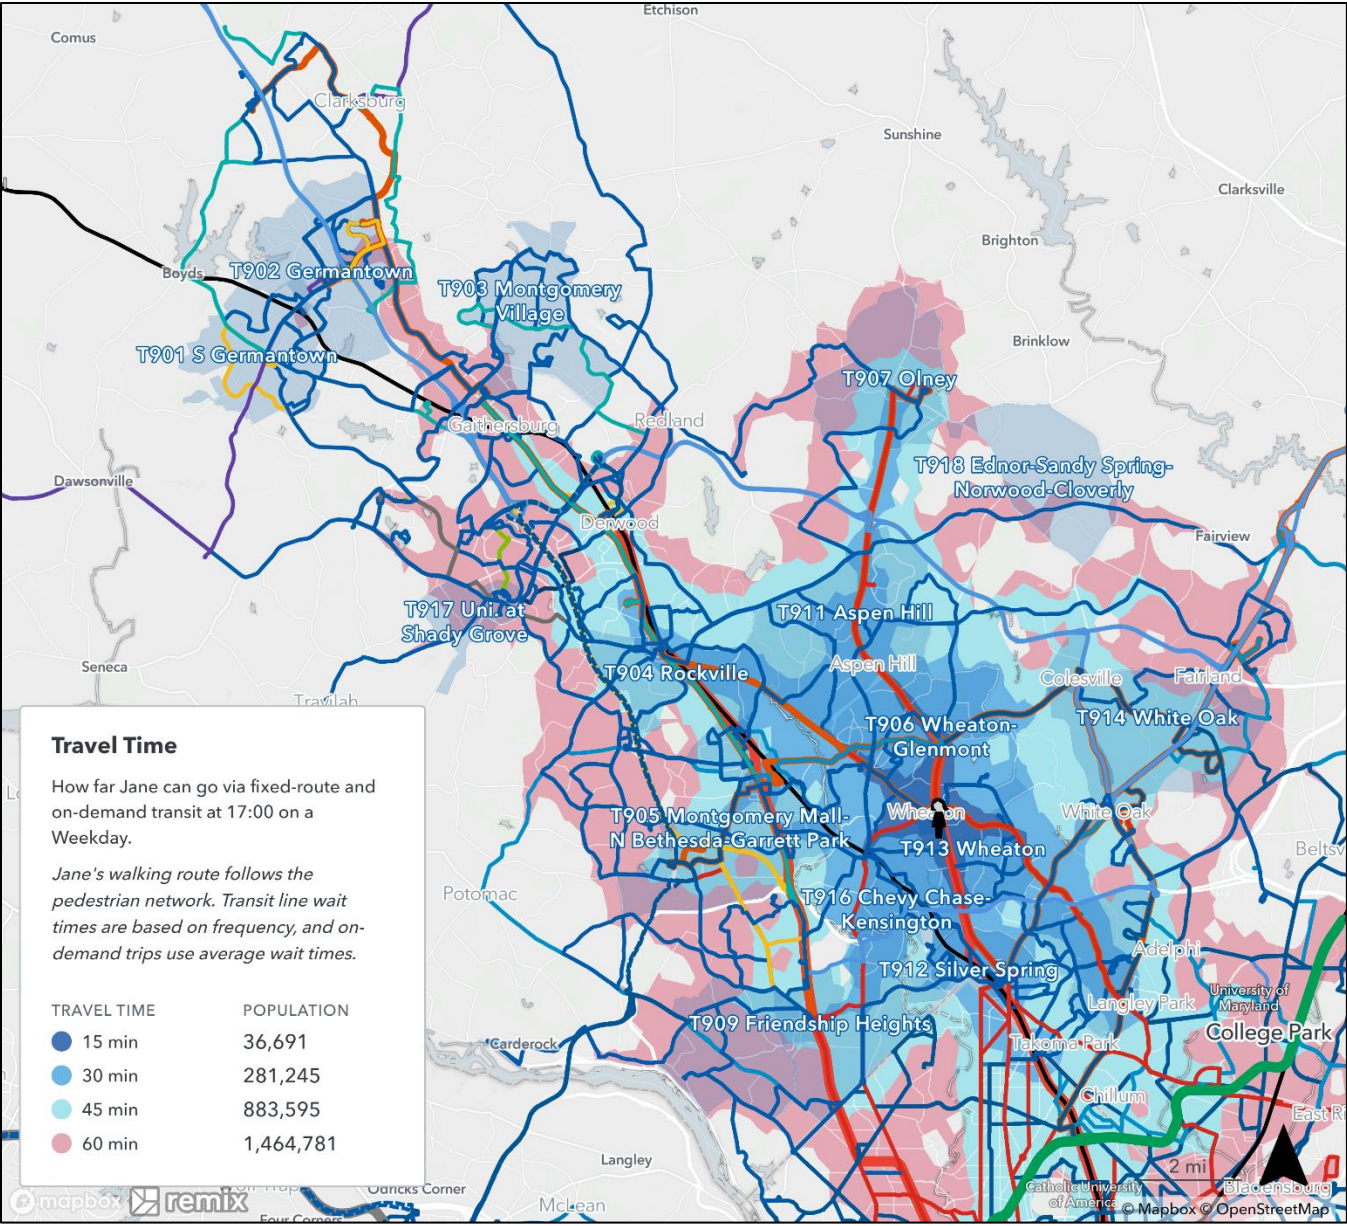 Etchison
Comus
Clarksburg
Sunshine
Clarksville
Brighton
Boyds
T902 Germantown
T903 Montgomery
Village
Brinklow
T901 S Germantown
T907 Olney
Gaithersburg
Redland
T918 Ednor-Sandy Spring-
Norwood-Cloverly
Dawsonville
Derwood
Fairview
T917 Uni. at
Shady Grove
T911 Aspen Hill
Seneca
T904 Rockville
Aspen Hill
Colesville
Fairland
Travilah
T906 Wheaton-
Glenmont
T914 White Oak
Travel Time
How far Jane can go via fixed-route and
on-demand transit at 17:00 on a
Weekday.
Jane's walking route follows the
pedestrian network. Transit line wait
times are based on frequency, and on-
demand trips use average wait times.
TRAVEL TIME POPULATION
15 min 36,691
30 min 281,245
45 min 883,595
60 min 1,464,781
T905 Montgomery Mall-
N Bethesda-Garrett Park
Wheaton
White Oak
T913 Wheaton
Beltsv
Potomac
T916 Chevy Chase-
Kensington
Adelphi
T912 Silver Spring
University of
Maryland
Langley Park
T909 Friendship Heights
College Park
Carderock
Takoma Park
Chillum
East Ri
Langley
2 mi
Catholic University
of America
Bladensburg
Odricks Corner
McLean
Four Corners
mapbox remix
© Mapbox © OpenStreetMap